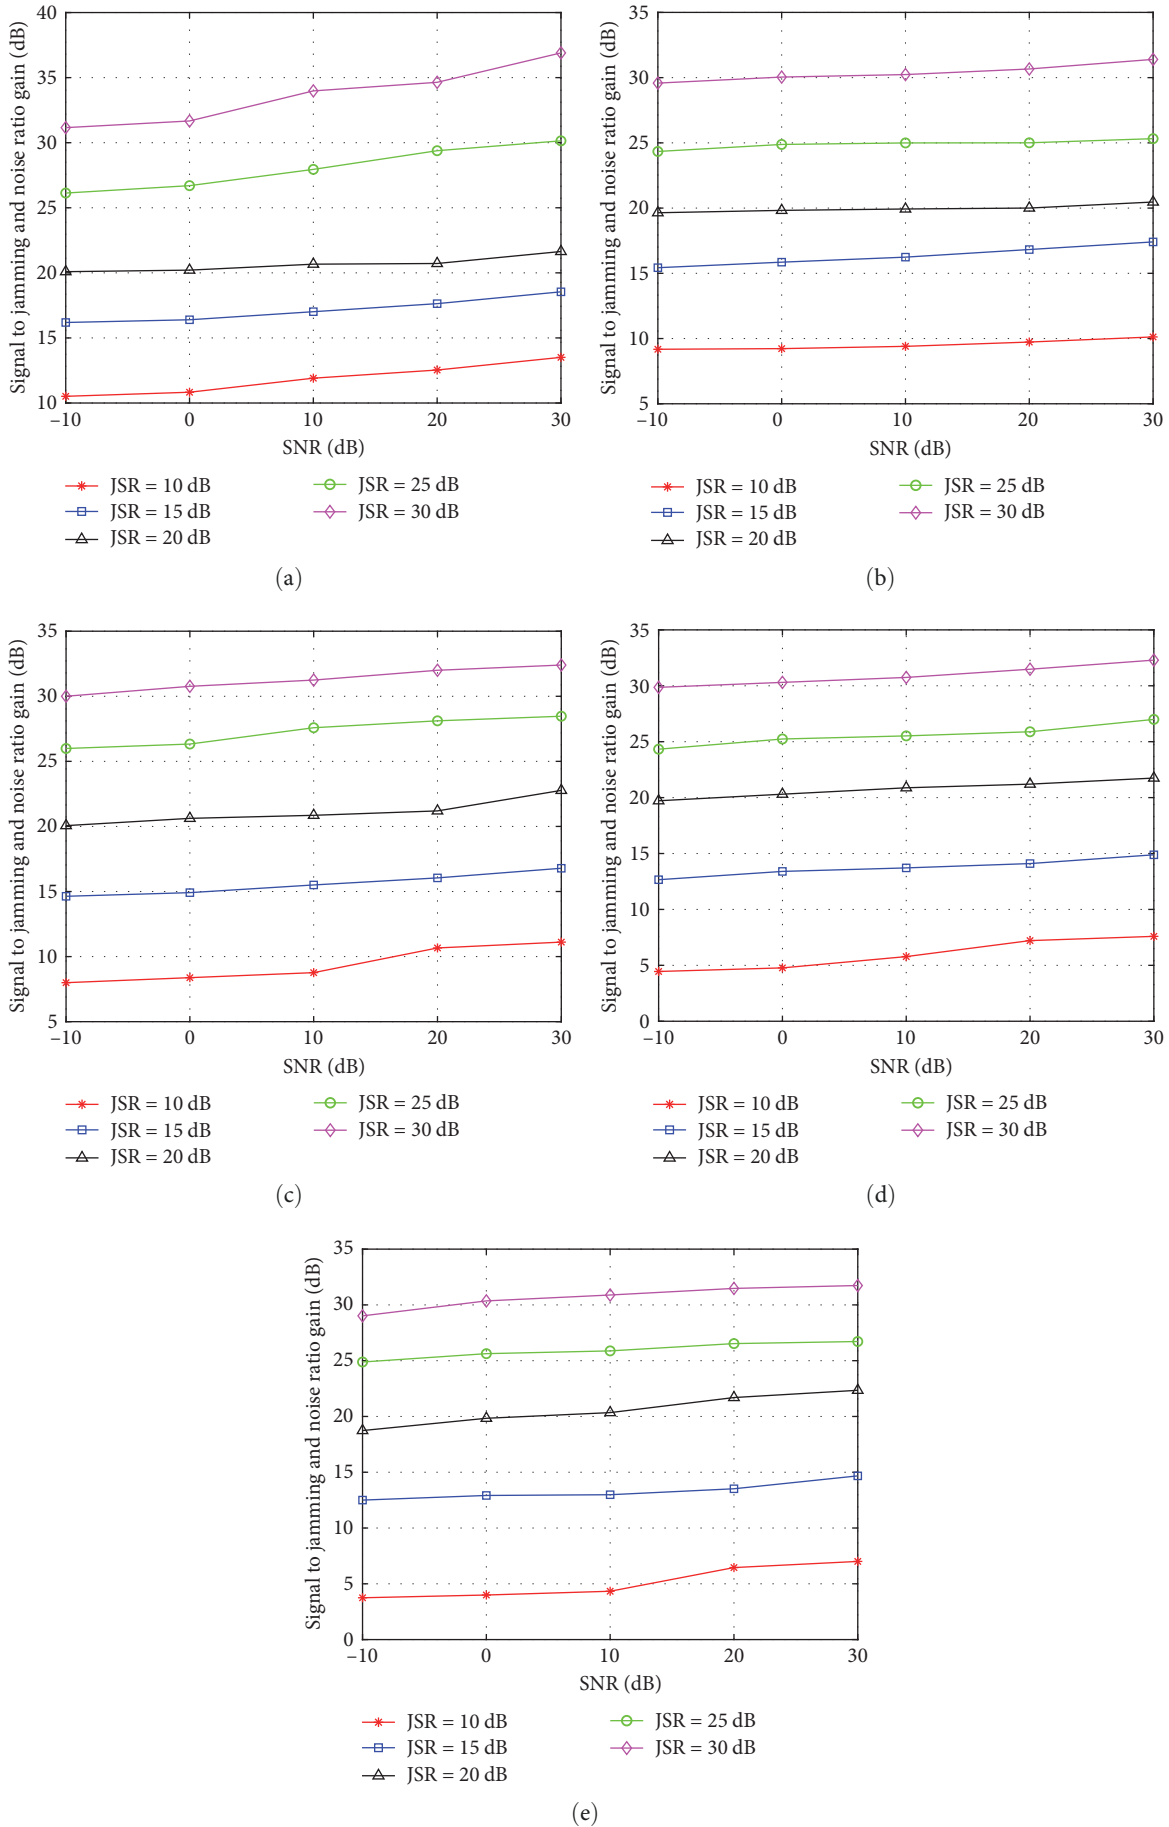 Signal to jamming and noise ratio gain (dB)
40
35
30
25
20
15
10
–10 0 10 20 30
SNR (dB)
JSR = 10 dB
JSR = 15 dB
JSR = 20 dB
JSR = 25 dB
JSR = 30 dB
(a)
Signal to jamming and noise ratio gain (dB)
35
30
25
20
15
10
5
–10 0 10 20 30
SNR (dB)
JSR = 10 dB
JSR = 15 dB
JSR = 20 dB
JSR = 25 dB
JSR = 30 dB
(b)
Signal to jamming and noise ratio gain (dB)
35
30
25
20
15
10
5
–10 0 10 20 30
SNR (dB)
JSR = 10 dB
JSR = 15 dB
JSR = 20 dB
JSR = 25 dB
JSR = 30 dB
(c)
Signal to jamming and noise ratio gain (dB)
35
30
25
20
15
10
5
0
–10 0 10 20 30
SNR (dB)
JSR = 10 dB
JSR = 15 dB
JSR = 20 dB
JSR = 25 dB
JSR = 30 dB
(d)
Signal to jamming and noise ratio gain (dB)
35
30
25
20
15
10
5
0
–10 0 10 20 30
SNR (dB)
JSR = 10 dB
JSR = 15 dB
JSR = 20 dB
JSR = 25 dB
JSR = 30 dB
(e)